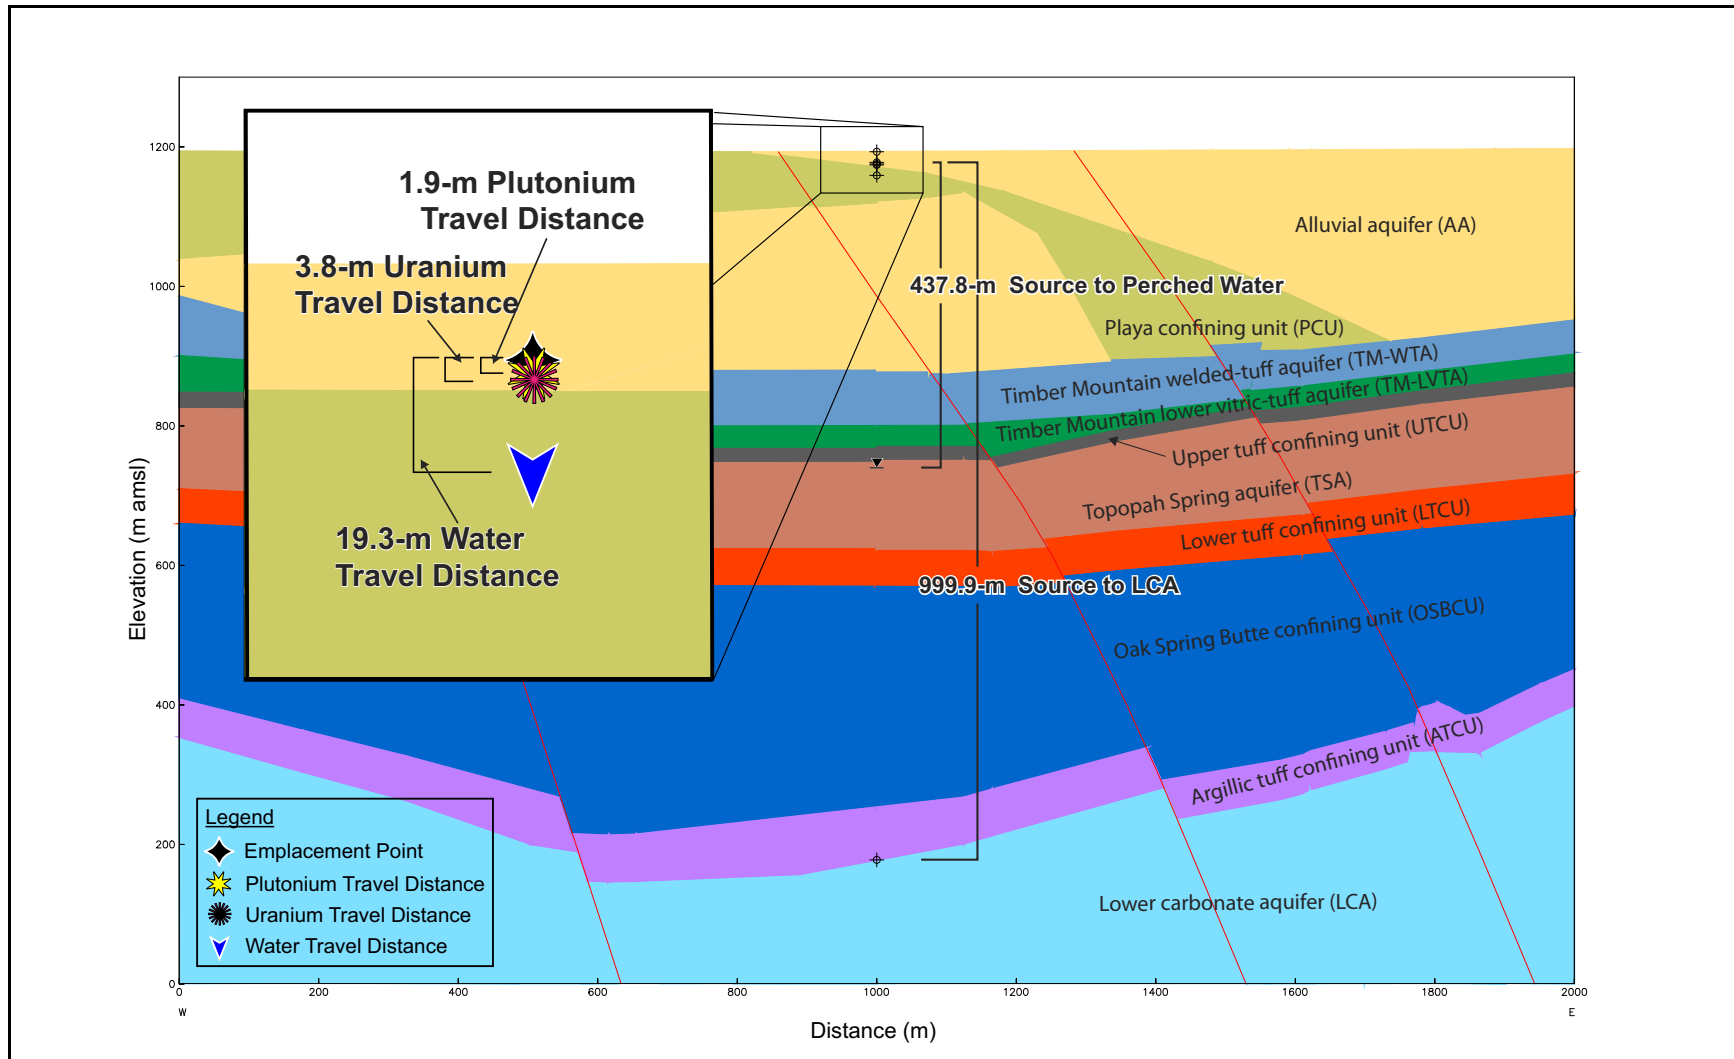 1200
1000
800
600
400
200
0
Elevation (m amsl)
1.9-m Plutonium
Travel Distance
3.8-m Uranium
Travel Distance
19.3-m Water
Travel Distance
437.8-m Source to Perched Water
999.9-m Source to LCA
Alluvial aquifer (AA)
Playa confining unit (PCU)
Timber Mountain welded-tuff aquifer (TM-WTA)
Timber Mountain lower vitric-tuff aquifer (TM-LVTA)
Upper tuff confining unit (UTCU)
Topopah Spring aquifer (TSA)
Lower tuff confining unit (LTCU)
Oak Spring Butte confining unit (OSBCU)
Argillic tuff confining unit (ATCU)
Lower carbonate aquifer (LCA)
Legend
Emplacement Point
Plutonium Travel Distance
Uranium Travel Distance
Water Travel Distance
0 200 400 600 800 1000 1200 1400 1600 1800 2000
W E
Distance (m)